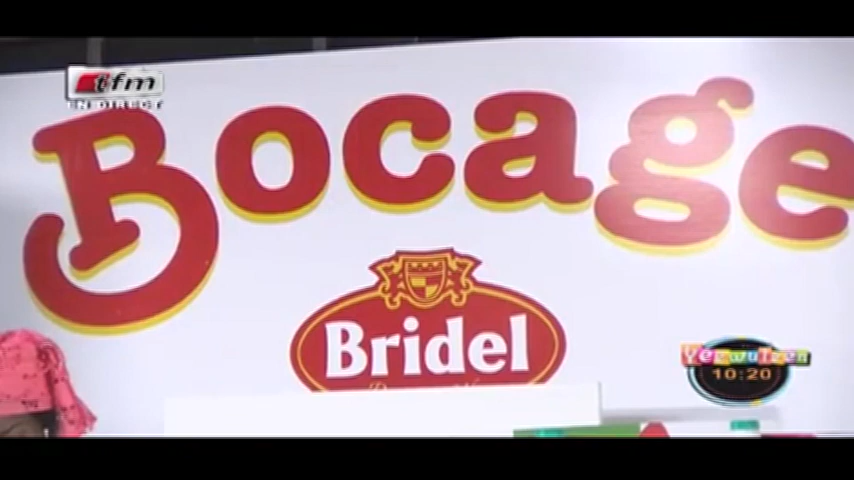 tfm
EN DIRECT
Bocage
Bridel
Yeewu Leen
10:20